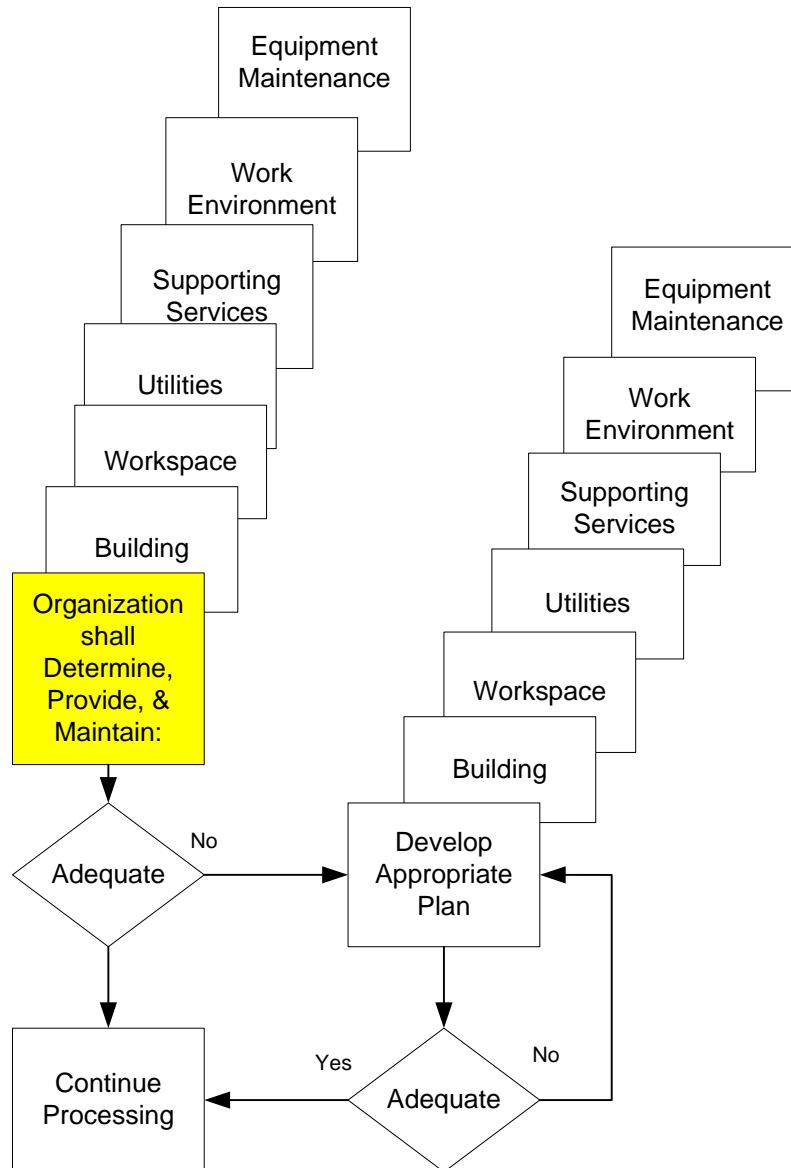 Equipment
Maintenance
Work
Environment
Supporting
Services
Utilities
Workspace
Building
Organization
shall
Determine,
Provide, &
Maintain:
Adequate
No
Continue
Processing
Equipment
Maintenance
Work
Environment
Supporting
Services
Utilities
Workspace
Building
Develop
Appropriate
Plan
Adequate
Yes
No